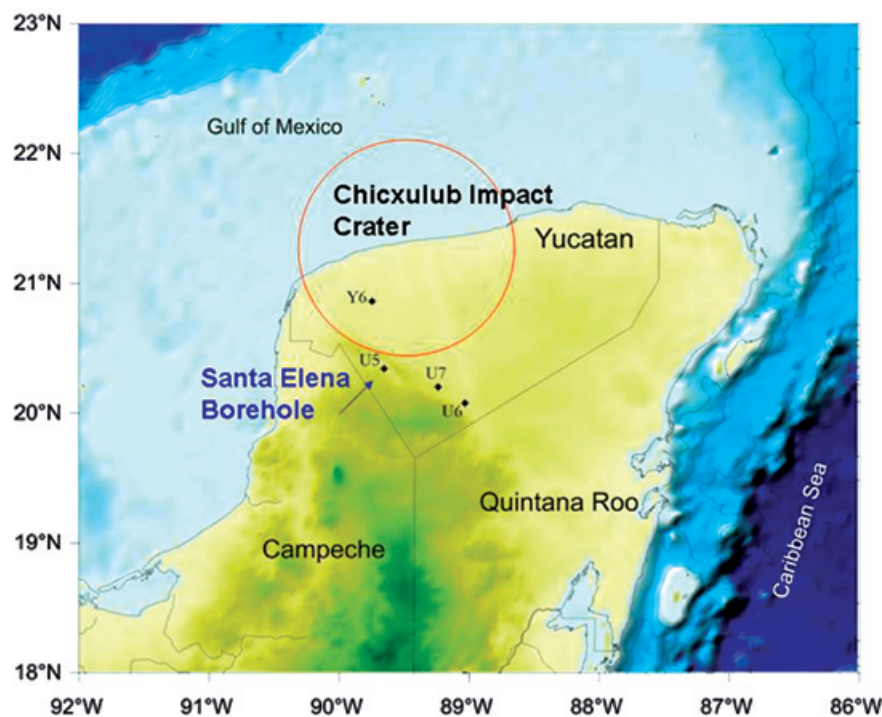 23°N
22°N
21°N
20°N
19°N
18°N
Gulf of Mexico
Chicxulub Impact
Crater
Yucatan
Y6
U5
U7
U6
Santa Elena
Borehole
Quintana Roo
Campeche
Caribbean Sea
92°W 91°W 90°W 89°W 88°W 87°W 86°W